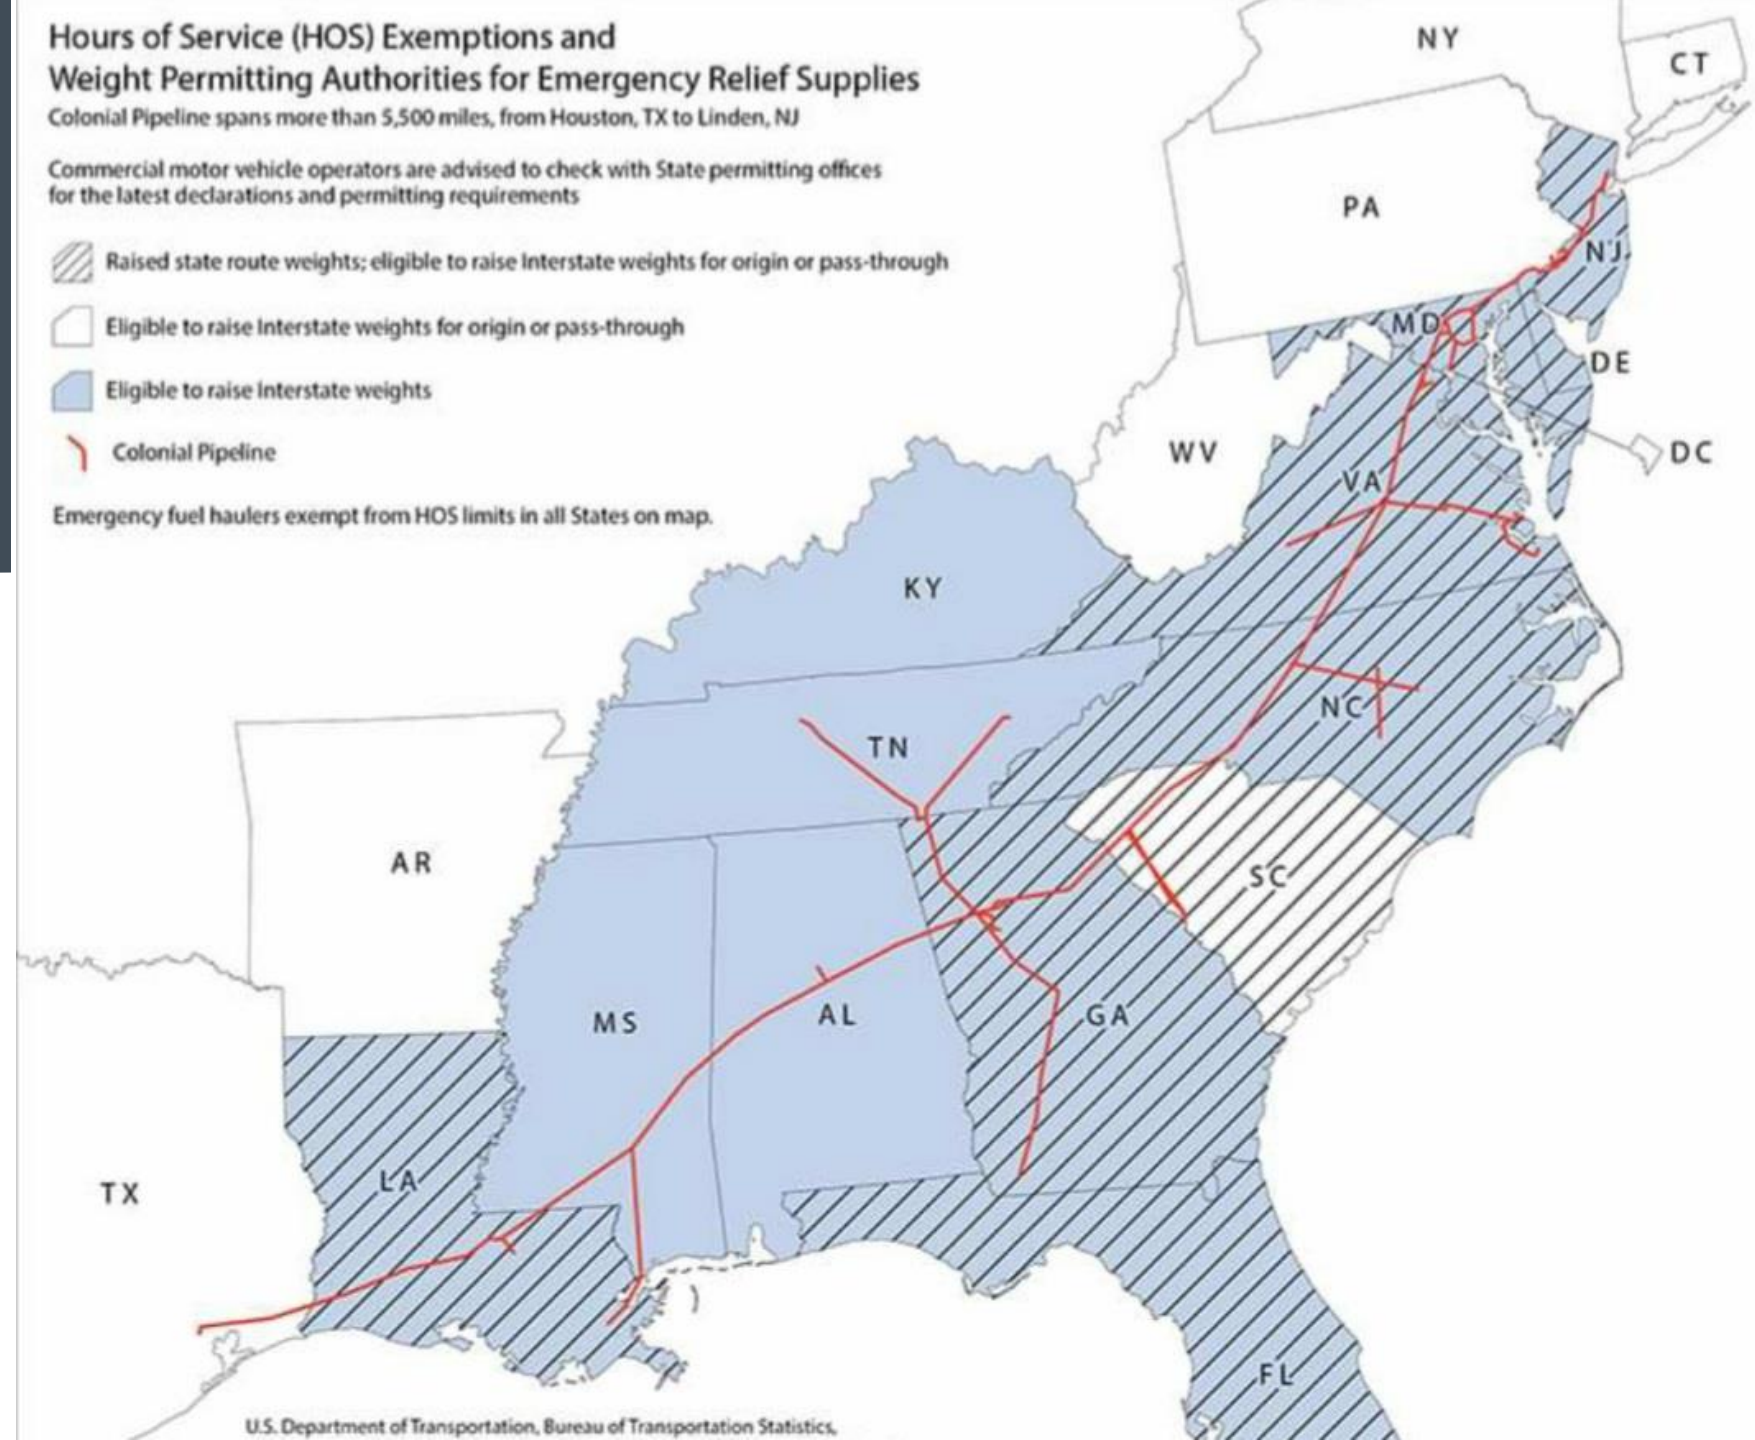 Hours of Service (HOS) Exemptions and
Weight Permitting Authorities for Emergency Relief Supplies
Colonial Pipeline spans more than 5,500 miles, from Houston, TX to Linden, NJ
Commercial motor vehicle operators are advised to check with State permitting offices
for the latest declarations and permitting requirements
Raised state route weights; eligible to raise Interstate weights for origin or pass-through
Eligible to raise Interstate weights for origin or pass-through
Eligible to raise Interstate weights
Colonial Pipeline
Emergency fuel haulers exempt from HOS limits in all States on map.
NY
CT
PA
NJ
MD
DE
WV
DC
VA
KY
NC
TN
AR
SC
MS
AL
GA
LA
TX
FL
U.S. Department of Transportation, Bureau of Transportation Statistics,